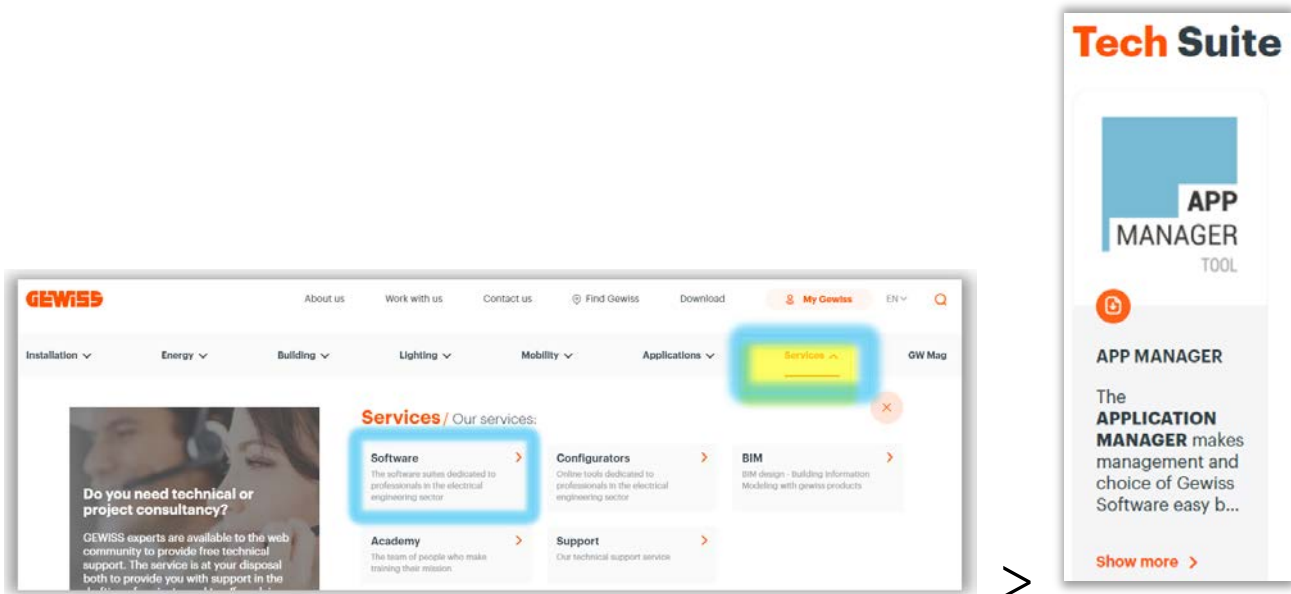 GEWISS
About us
Work with us
Contact us
Find Gewiss
Download
My Gewiss
EN
Installation
Energy
Building
Lighting
Mobility
Applications
Services
GW Mag
Do you need technical or
project consultancy?
GEWISS experts are available to the web
community to provide free technical
support. The service is at your disposal
both to provide you with support in the
Services / Our services:
Software
The software suites dedicated to
professionals in the electrical
engineering sector
Configurators
Online tools dedicated to
professionals in the electrical
engineering sector
BIM
BIM design - Building Information
Modeling with gewiss products
Academy
The team of people who make
training their mission
Support
Our technical support service
>
Tech Suite
APP
MANAGER
TOOL
APP MANAGER
The
APPLICATION
MANAGER makes
management and
choice of Gewiss
Software easy b...
Show more >